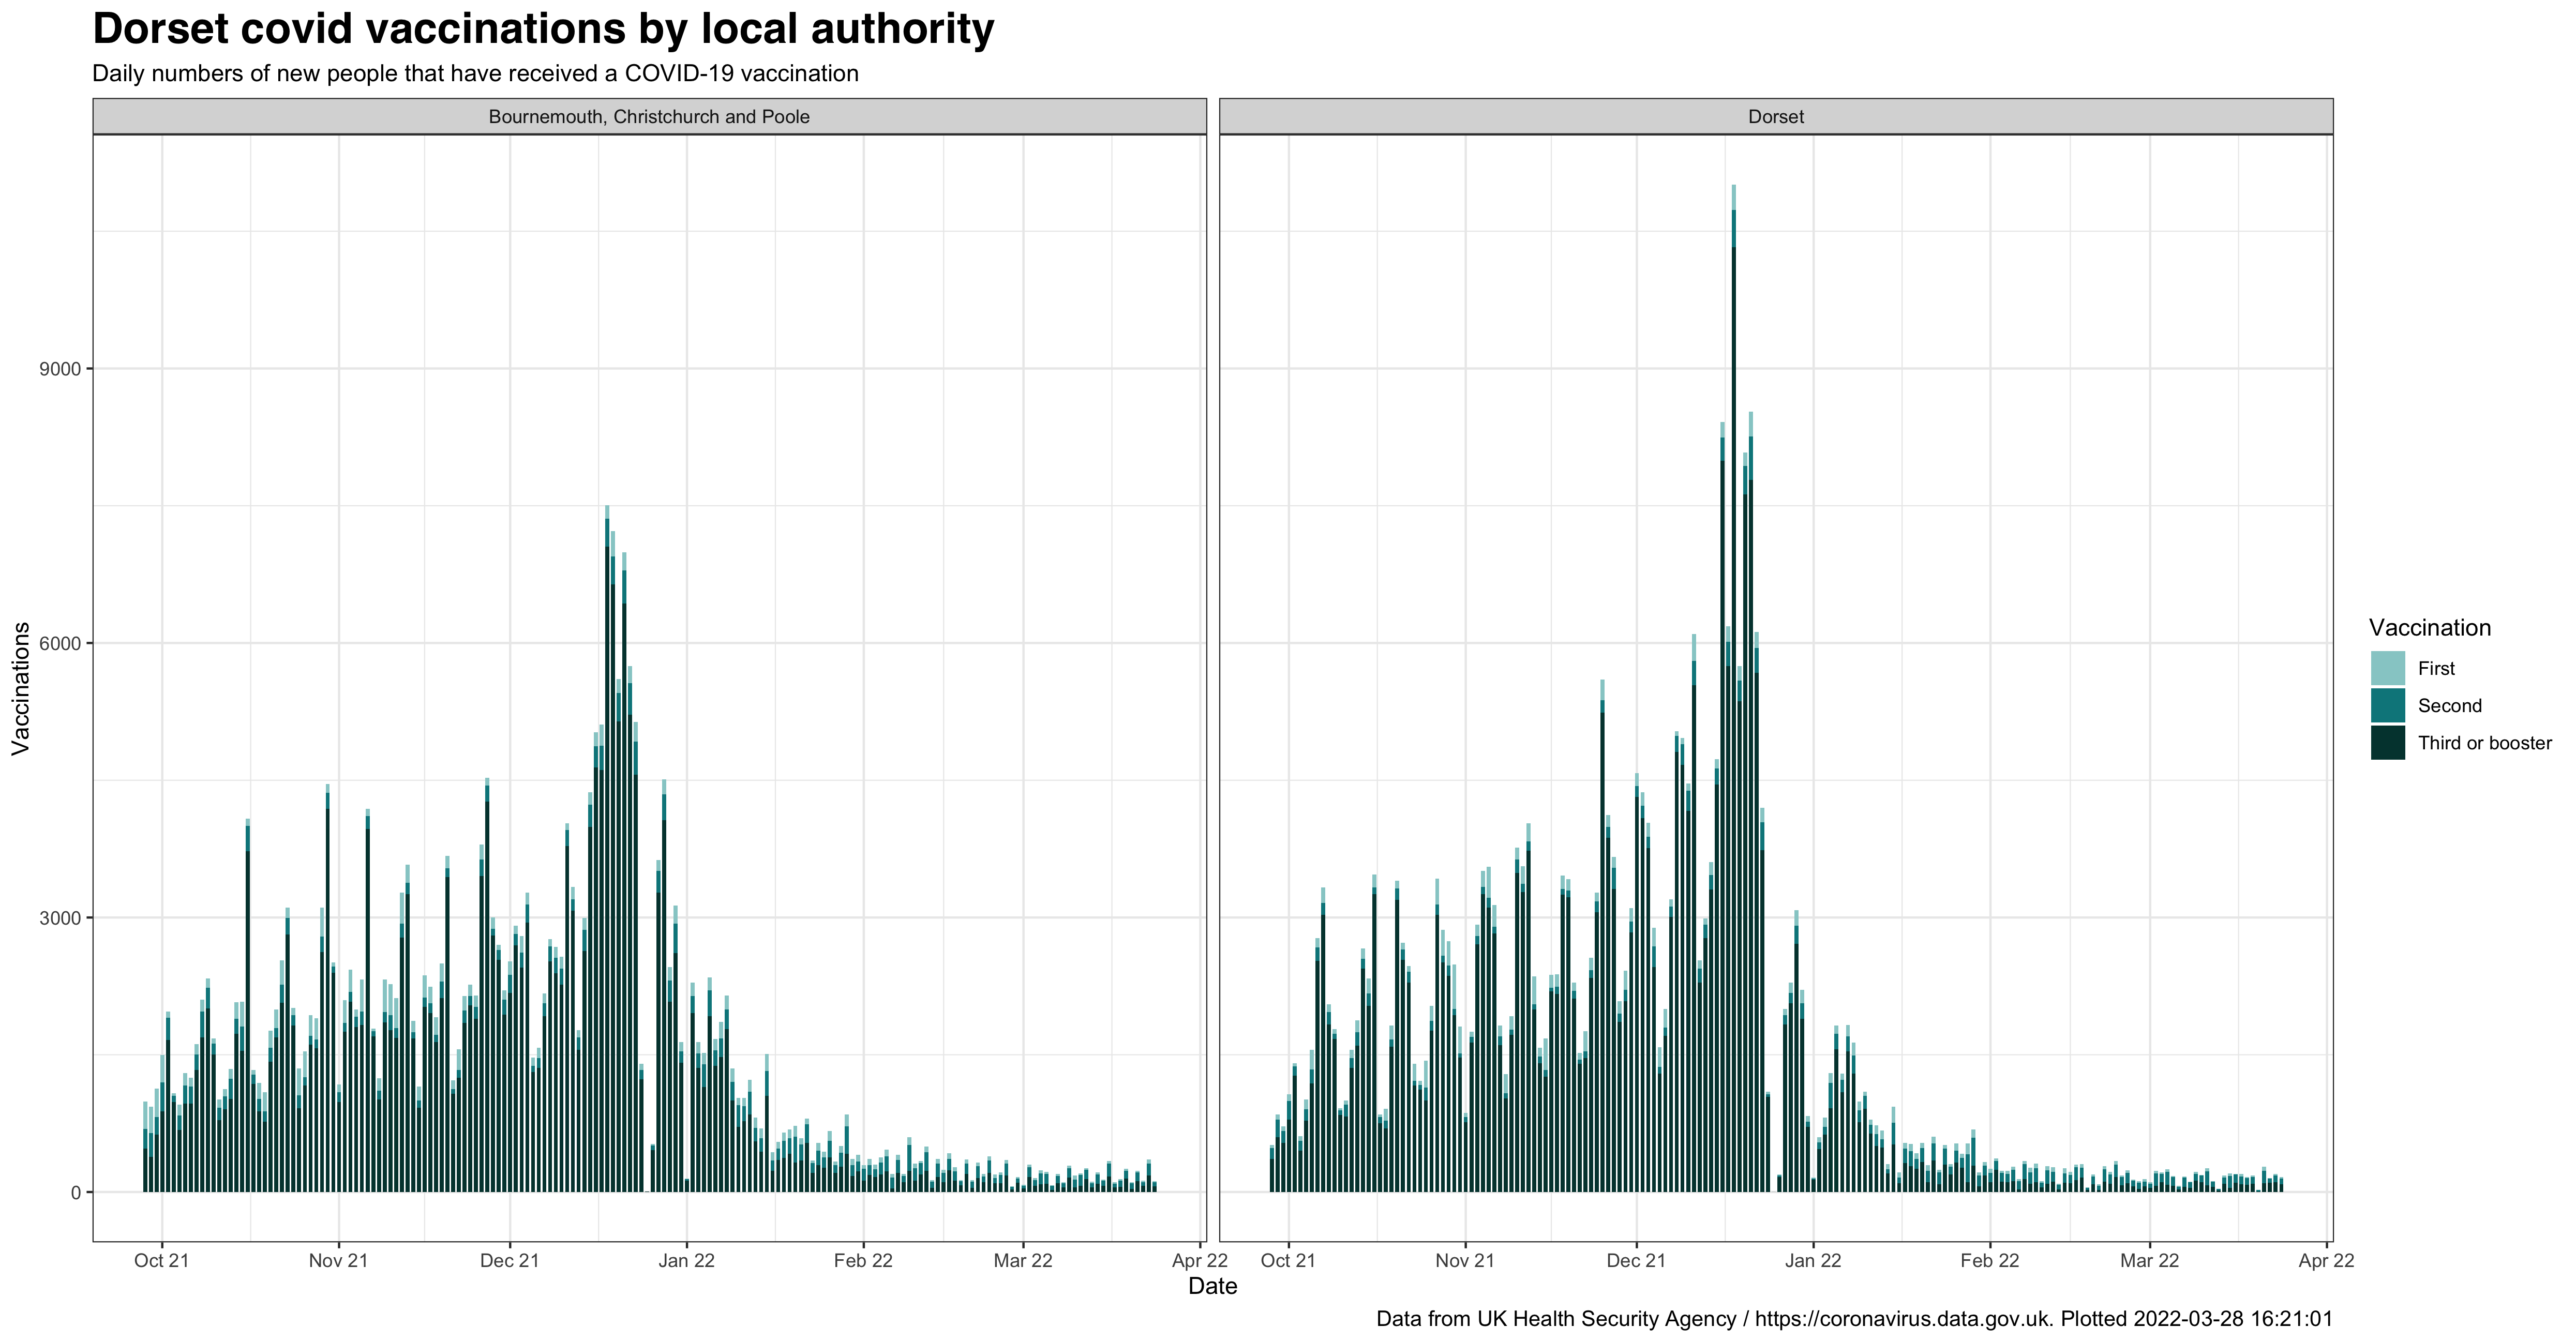 Dorset covid vaccinations by local authority
Daily numbers of new people that have received a COVID-19 vaccination
Bournemouth, Christchurch and Poole
Dorset
Vaccinations
9000
6000
3000
0
Oct 21 Nov 21 Dec 21 Jan 22 Feb 22 Mar 22 Apr 22
Oct 21 Nov 21 Dec 21 Jan 22 Feb 22 Mar 22 Apr 22
Date
Vaccination
First
Second
Third or booster
Data from UK Health Security Agency / https://coronavirus.data.gov.uk. Plotted 2022-03-28 16:21:01